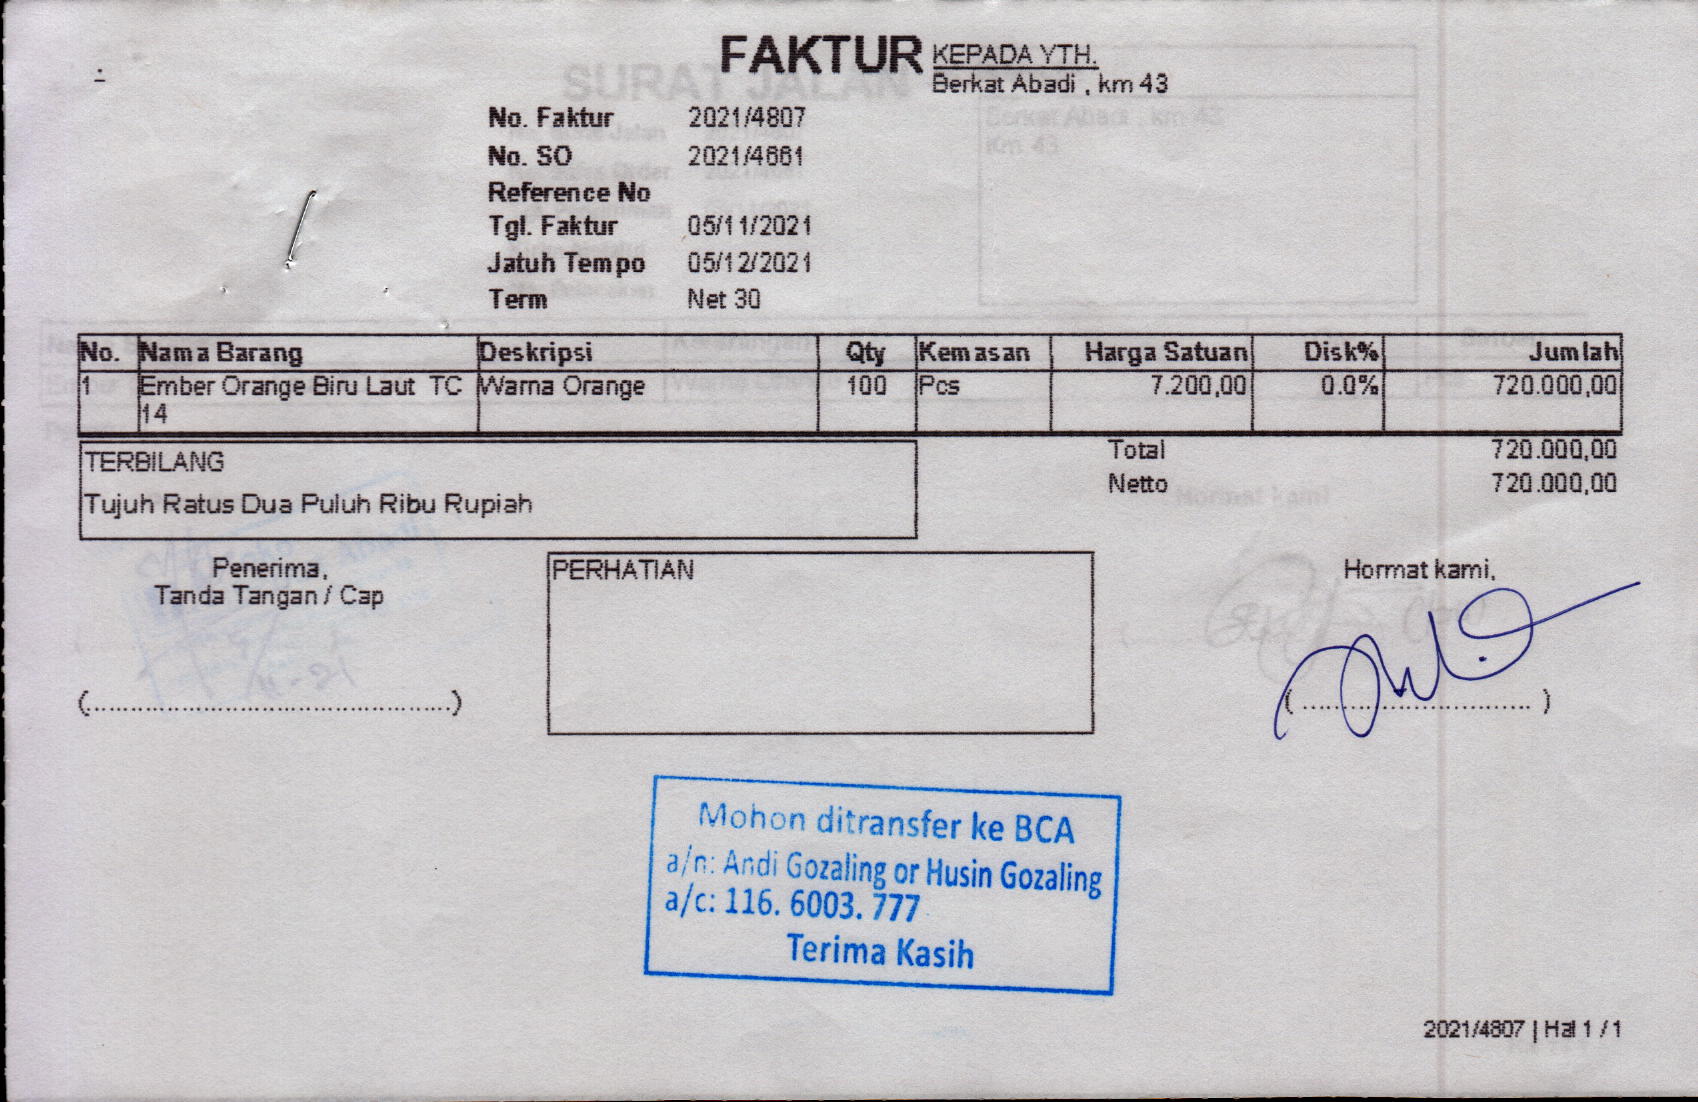 FAKTUR
KEPADA YTH.
Berkat Abadi , km 43
No. Faktur 2021/4807
No. SO 2021/4661
Reference No
Tgl. Faktur 05/11/2021
Jatuh Tempo 05/12/2021
Term Net 30
No. Nama Barang Deskripsi Qty Kemasan Harga Satuan Disk% Jumlah
1 Ember Orange Biru Laut TC Warna Orange 100 Pcs 7.200,00 0.0% 720.000,00
14
Total 720.000,00
Netto 720.000,00
TERBILANG
Tujuh Ratus Dua Puluh Ribu Rupiah
Penerima,
Tanda Tangan / Cap
(................................................)
PERHATIAN
Hormat kami,
( .............................. )
Mohon ditransfer ke BCA
a/n: Andi Gozaling or Husin Gozaling
a/c: 116. 6003. 777
Terima Kasih
2021/4807 | Hal 1 / 1